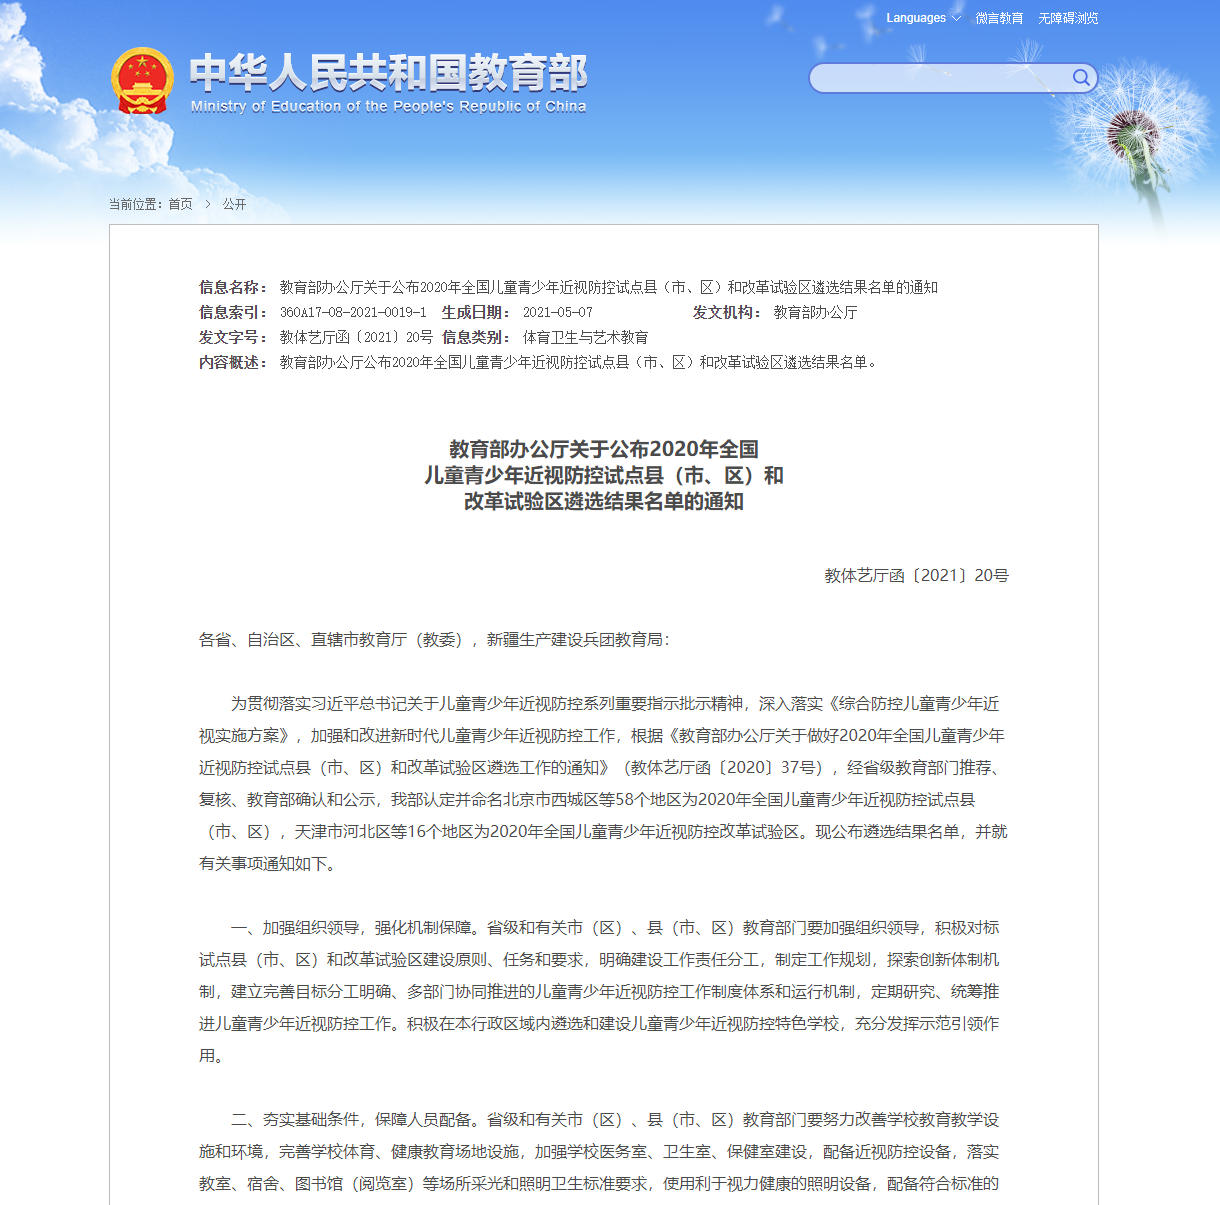 Languages 微言教育 无障碍浏览
中华人民共和国教育部
Ministry of Education of the People's Republic of China
当前位置：首页 > 公开
信息名称： 教育部办公厅关于公布2020年全国儿童青少年近视防控试点县（市、区）和改革试验区遴选结果名单的通知
信息索引： 360A17-08-2021-0019-1 生成日期： 2021-05-07 发文机构： 教育部办公厅
发文字号： 教体艺厅函〔2021〕20号 信息类别： 体育卫生与艺术教育
内容概述： 教育部办公厅公布2020年全国儿童青少年近视防控试点县（市、区）和改革试验区遴选结果名单。
教育部办公厅关于公布2020年全国
儿童青少年近视防控试点县（市、区）和
改革试验区遴选结果名单的通知
教体艺厅函〔2021〕20号
各省、自治区、直辖市教育厅（教委），新疆生产建设兵团教育局：
为贯彻落实习近平总书记关于儿童青少年近视防控系列重要指示批示精神，深入落实《综合防控儿童青少年近
视实施方案》，加强和改进新时代儿童青少年近视防控工作，根据《教育部办公厅关于做好2020年全国儿童青少年
近视防控试点县（市、区）和改革试验区遴选工作的通知》（教体艺厅函〔2020〕37号），经省级教育部门推荐、
复核、教育部确认和公示，我部认定并命名北京市西城区等58个地区为2020年全国儿童青少年近视防控试点县
（市、区），天津市河北区等16个地区为2020年全国儿童青少年近视防控改革试验区。现公布遴选结果名单，并就
有关事项通知如下。
一、加强组织领导，强化机制保障。省级和有关市（区）、县（市、区）教育部门要加强组织领导，积极对标
试点县（市、区）和改革试验区建设原则、任务和要求，明确建设工作责任分工，制定工作规划，探索创新体制机
制，建立完善目标分工明确、多部门协同推进的儿童青少年近视防控工作制度体系和运行机制，定期研究、统筹推
进儿童青少年近视防控工作。积极在本行政区域内遴选和建设儿童青少年近视防控特色学校，充分发挥示范引领作
用。
二、夯实基础条件，保障人员配备。省级和有关市（区）、县（市、区）教育部门要努力改善学校教育教学设
施和环境，完善学校体育、健康教育场地设施，加强学校医务室、卫生室、保健室建设，配备近视防控设备，落实
教室、宿舍、图书馆（阅览室）等场所采光和照明卫生标准要求，使用利于视力健康的照明设备，配备符合标准的